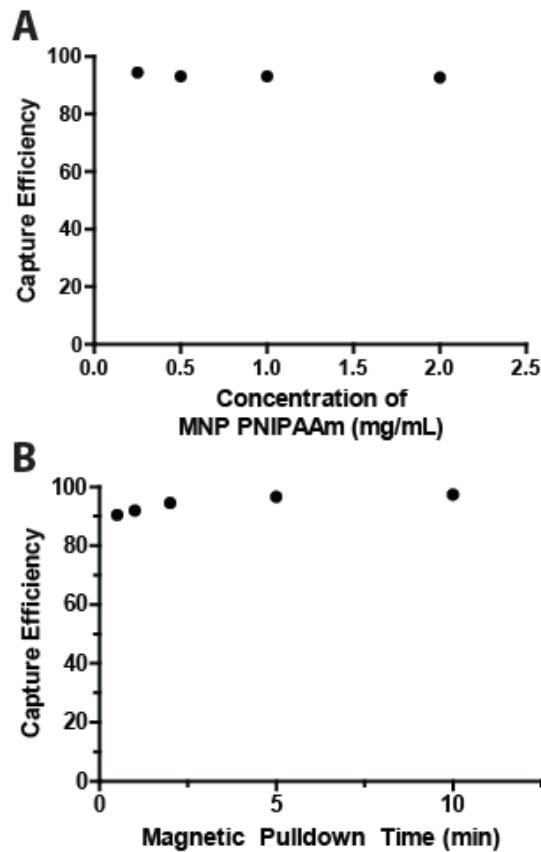 A
100
80
60
40
20
0
Capture Efficiency
0.0 0.5 1.0 1.5 2.0 2.5
Concentration of
MNP PNIPAAm (mg/mL)
B
100
80
60
40
20
0
Capture Efficiency
0 5 10
Magnetic Pulldown Time (min)